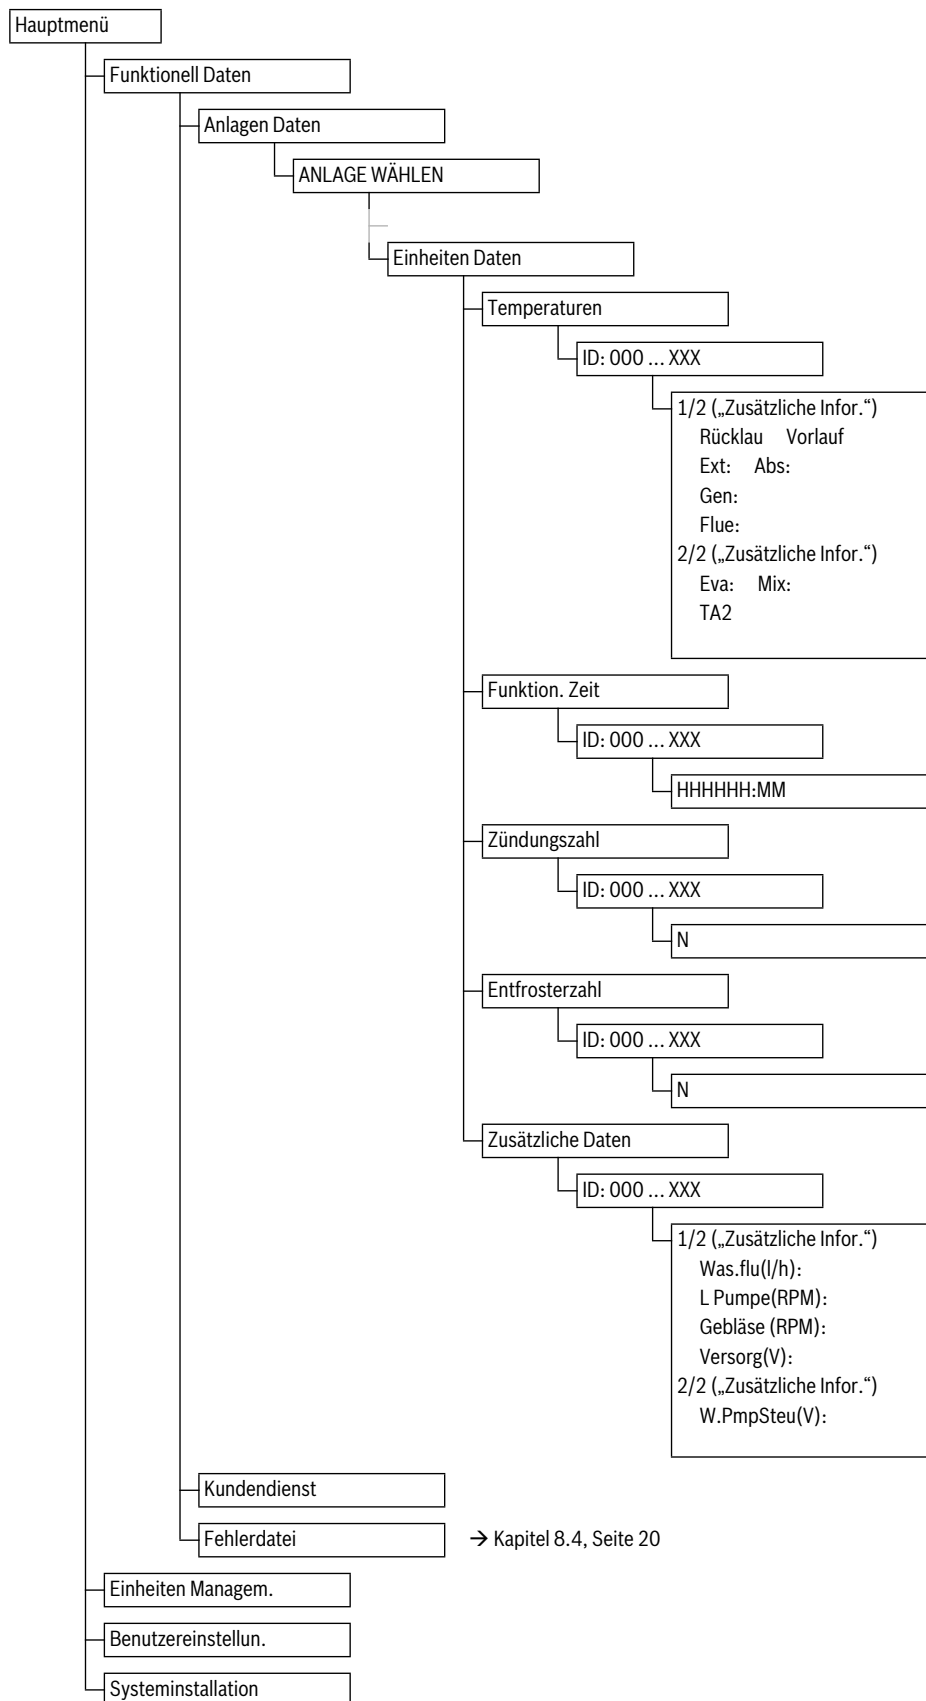 Hauptmenü
Funktionell Daten
Anlagen Daten
ANLAGE WÄHLEN
Einheiten Daten
Temperaturen
ID: 000 ... XXX
1/2 („Zusätzliche Infor.“)
Rücklau Vorlauf
Ext: Abs:
Gen:
Flue:
2/2 („Zusätzliche Infor.“)
Eva: Mix:
TA2
Funktion. Zeit
ID: 000 ... XXX
HHHHHH:MM
Zündungszahl
ID: 000 ... XXX
N
Entfrosterzahl
ID: 000 ... XXX
N
Zusätzliche Daten
ID: 000 ... XXX
1/2 („Zusätzliche Infor.“)
Was.flu(l/h):
L Pumpe(RPM):
Gebläse (RPM):
Versorg(V):
2/2 („Zusätzliche Infor.“)
W.PmpSteu(V):
Kundendienst
Fehlerdatei → Kapitel 8.4, Seite 20
Einheiten Managem.
Benutzereinstellun.
Systeminstallation